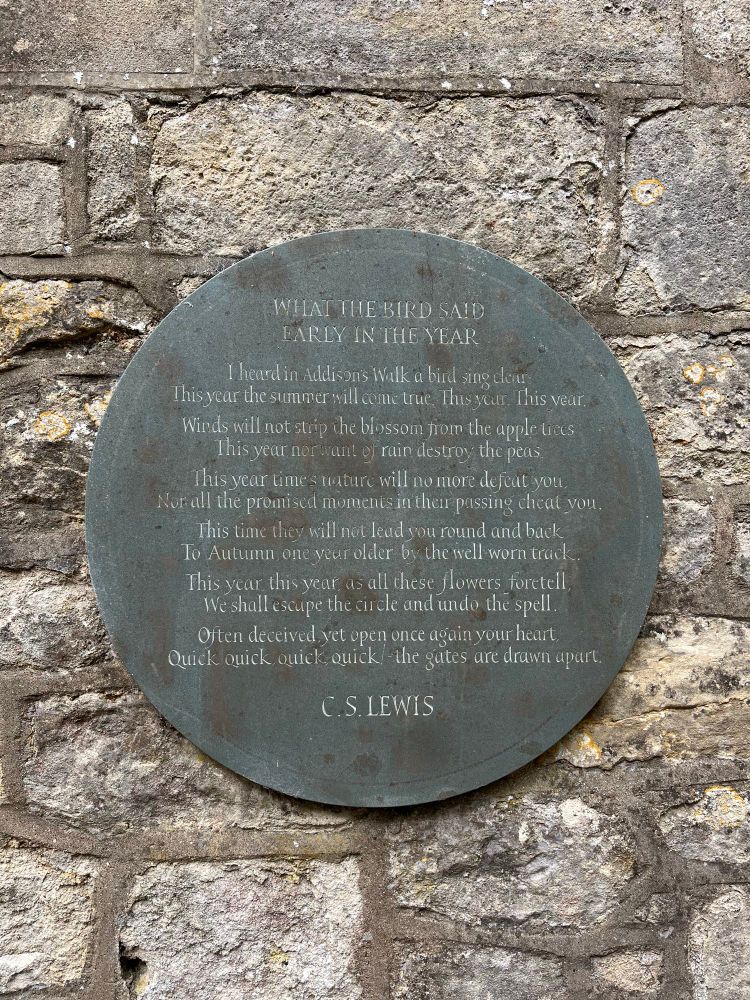 WHAT THE BIRD SAID
EARLY IN THE YEAR
I heard in Addison's Walk a bird sing clear
This year the summer will come true. This year. This year.
Winds will not strip the blossom from the apple trees
This year nor want of rain destroy the peas.
This year time's nature will no more defeat you,
Nor all the promised moments in their passing cheat you.
This time they will not lead you round and back
To Autumn, one year older, by the well-worn track.
This year, this year, as all these flowers foretell,
We shall escape the circle and undo the spell.
Often deceived, yet open once again your heart,
Quick, quick, quick, quick! - the gates are drawn apart.
C. S. LEWIS